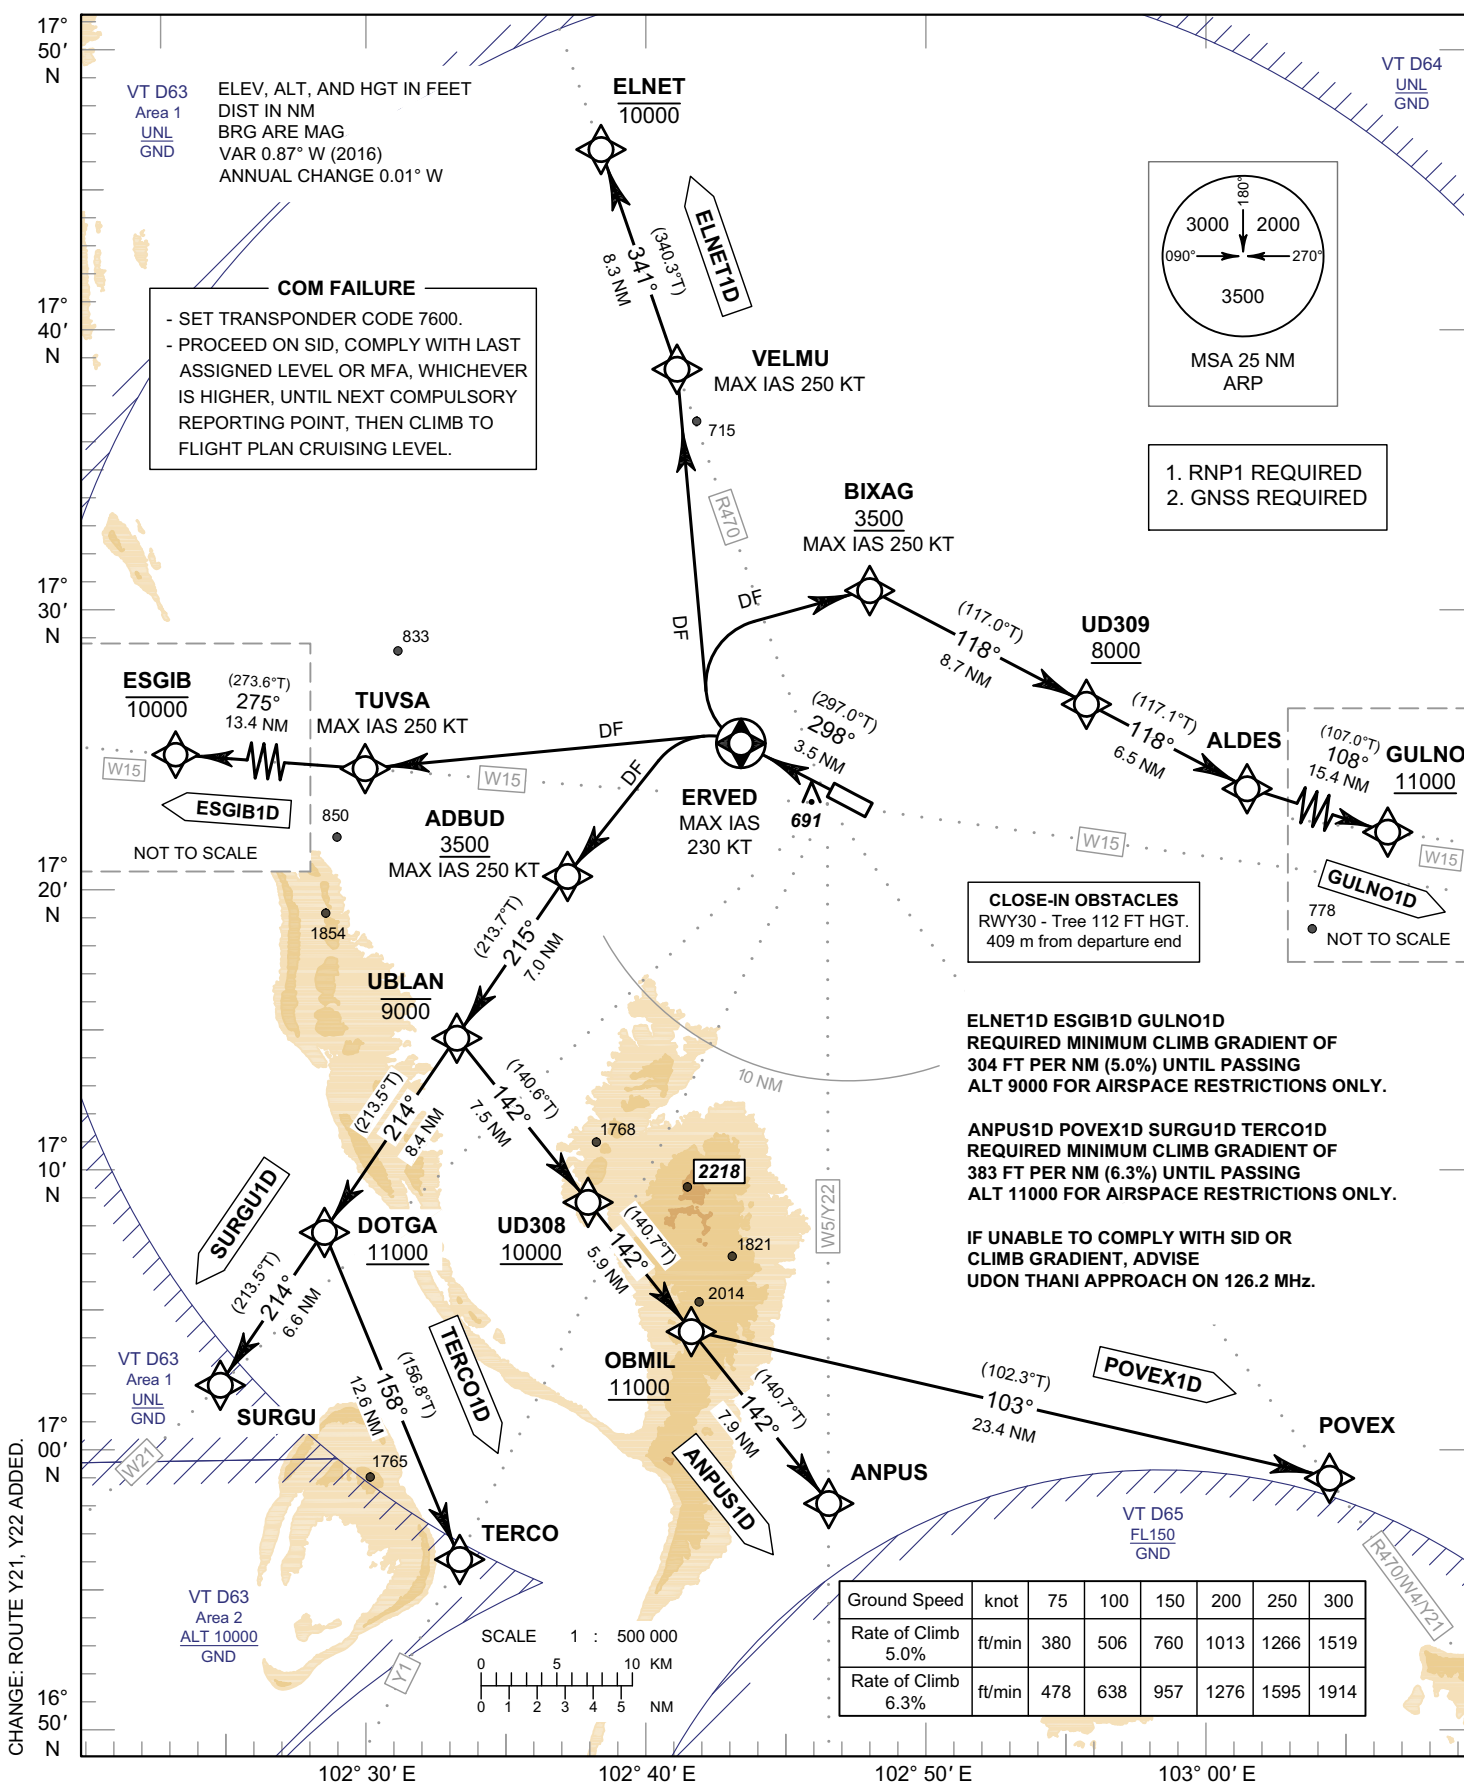 17°
50′
N
VT D63
Area 1
UNL
GND
ELEV, ALT, AND HGT IN FEET
DIST IN NM
BRG ARE MAG
VAR 0.87° W (2016)
ANNUAL CHANGE 0.01° W
ELNET
10000
VT D64
UNL
GND
180°
3000
2000
090°
270°
3500
MSA 25 NM
ARP
(340.3°T)
341°
8.3 NM
ELNET1D
COM FAILURE
- SET TRANSPONDER CODE 7600.
- PROCEED ON SID, COMPLY WITH LAST
ASSIGNED LEVEL OR MFA, WHICHEVER
IS HIGHER, UNTIL NEXT COMPULSORY
REPORTING POINT, THEN CLIMB TO
FLIGHT PLAN CRUISING LEVEL.
17°
40′
N
VELMU
MAX IAS 250 KT
715
R470
1. RNP1 REQUIRED
2. GNSS REQUIRED
BIXAG
3500
MAX IAS 250 KT
17°
30′
N
DF
DF
(117.0°T)
118°
8.7 NM
UD309
8000
833
ESGIB
10000
(273.6°T)
275°
13.4 NM
TUVSA
MAX IAS 250 KT
DF
DF
(297.0°T)
298°
3.5 NM
(117.1°T)
118°
6.5 NM
ALDES
(107.0°T)
108°
15.4 NM
GULNO
11000
W15
W15
W15
W15
ESGIB1D
NOT TO SCALE
850
ADBUD
3500
MAX IAS 250 KT
ERVED
MAX IAS
230 KT
691
GULNO1D
778
NOT TO SCALE
17°
20′
N
CLOSE-IN OBSTACLES
RWY30 - Tree 112 FT HGT.
409 m from departure end
1854
(213.7°T)
215°
7.0 NM
UBLAN
9000
10 NM
ELNET1D ESGIB1D GULNO1D
REQUIRED MINIMUM CLIMB GRADIENT OF
304 FT PER NM (5.0%) UNTIL PASSING
ALT 9000 FOR AIRSPACE RESTRICTIONS ONLY.
ANPUS1D POVEX1D SURGU1D TERCO1D
REQUIRED MINIMUM CLIMB GRADIENT OF
383 FT PER NM (6.3%) UNTIL PASSING
ALT 11000 FOR AIRSPACE RESTRICTIONS ONLY.
IF UNABLE TO COMPLY WITH SID OR
CLIMB GRADIENT, ADVISE
UDON THANI APPROACH ON 126.2 MHz.
(213.5°T)
214°
8.4 NM
(140.6°T)
142°
7.5 NM
1768
2218
17°
10′
N
SURGU1D
DOTGA
11000
UD308
10000
(140.7°T)
142°
5.9 NM
1821
2014
W5/Y22
(213.5°T)
214°
6.6 NM
TERCO1D
(156.8°T)
158°
12.6 NM
OBMIL
11000
(140.7°T)
142°
7.9 NM
ANPUS1D
(102.3°T)
103°
23.4 NM
POVEX1D
POVEX
VT D63
Area 1
UNL
GND
SURGU
W21
17°
00′
N
1765
ANPUS
TERCO
VT D65
FL150
GND
R470/W4/Y21
VT D63
Area 2
ALT 10000
GND
Y1
SCALE 1 : 500 000
0 5 10 KM
0 1 2 3 4 5 NM
Ground Speed knot 75 100 150 200 250 300
Rate of Climb
5.0% ft/min 380 506 760 1013 1266 1519
Rate of Climb
6.3% ft/min 478 638 957 1276 1595 1914
16°
50′
N
102° 30′ E
102° 40′ E
102° 50′ E
103° 00′ E
CHANGE: ROUTE Y21, Y22 ADDED.